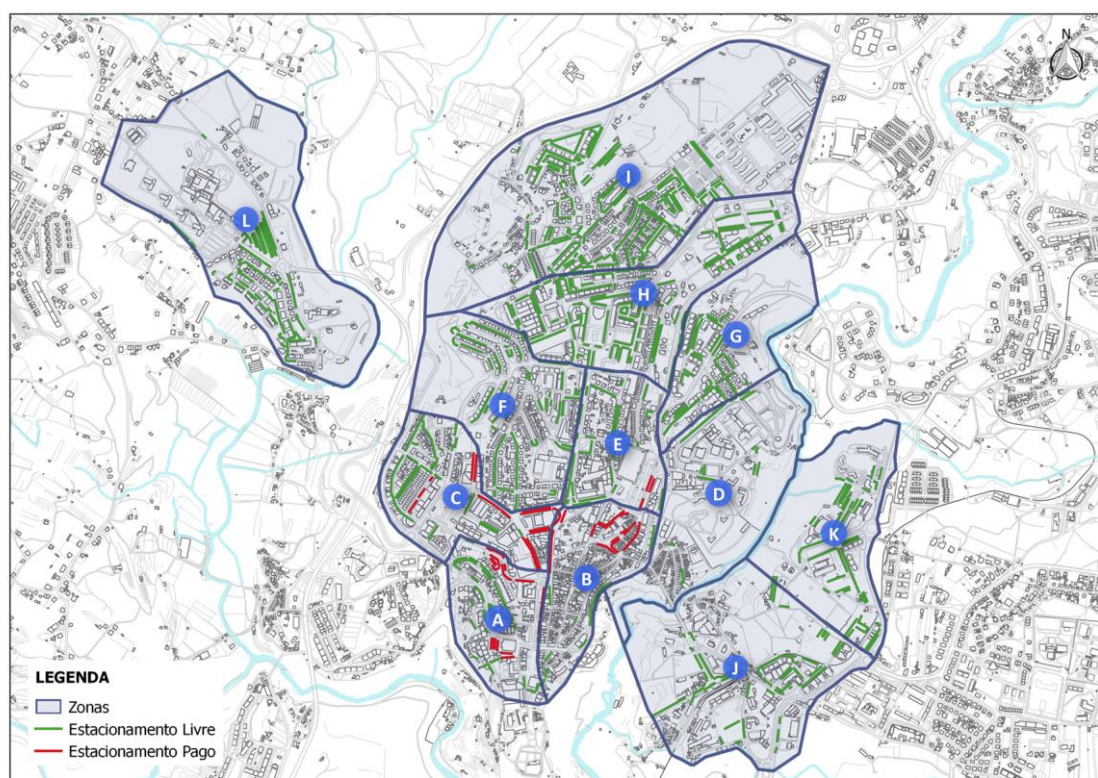 N
I
L
H
G
F
E
C
D
K
B
A
J
LEGENDA
Zonas
Estacionamento Livre
Estacionamento Pago